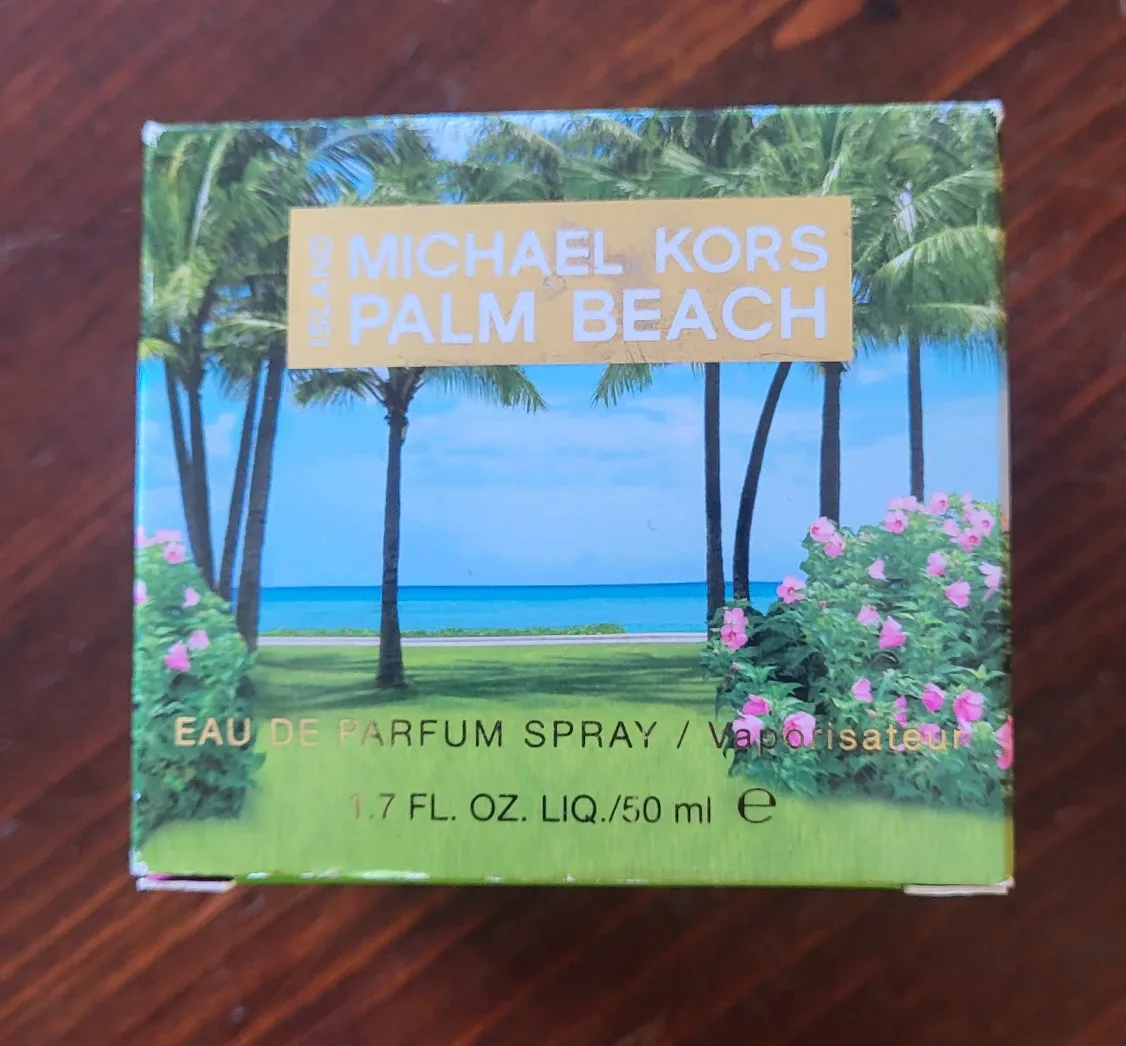 ISLAND
MICHAEL KORS
PALM BEACH
EAU DE PARFUM SPRAY / Vaporisateur
1.7 FL. OZ. LIQ./50 ml ℮